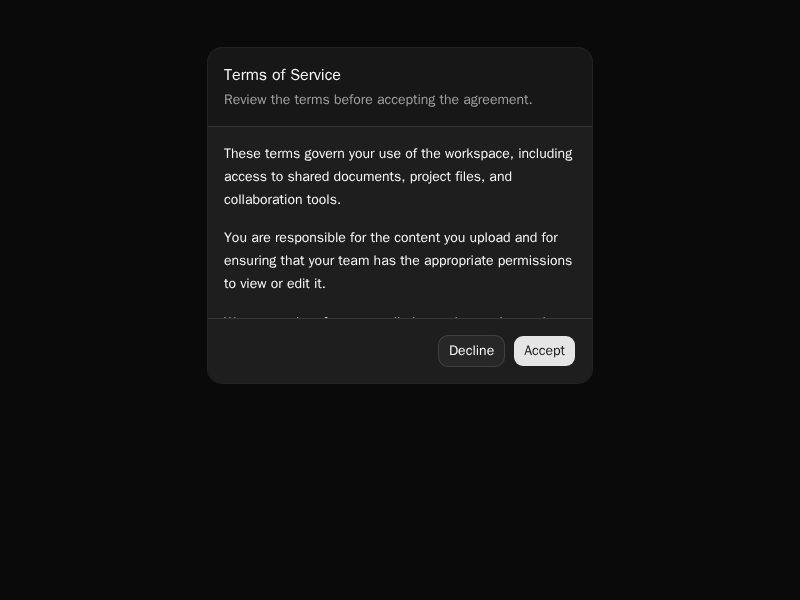 Terms of Service
Review the terms before accepting the agreement.
These terms govern your use of the workspace, including
access to shared documents, project files, and
collaboration tools.
You are responsible for the content you upload and for
ensuring that your team has the appropriate permissions
to view or edit it.
Decline
Accept